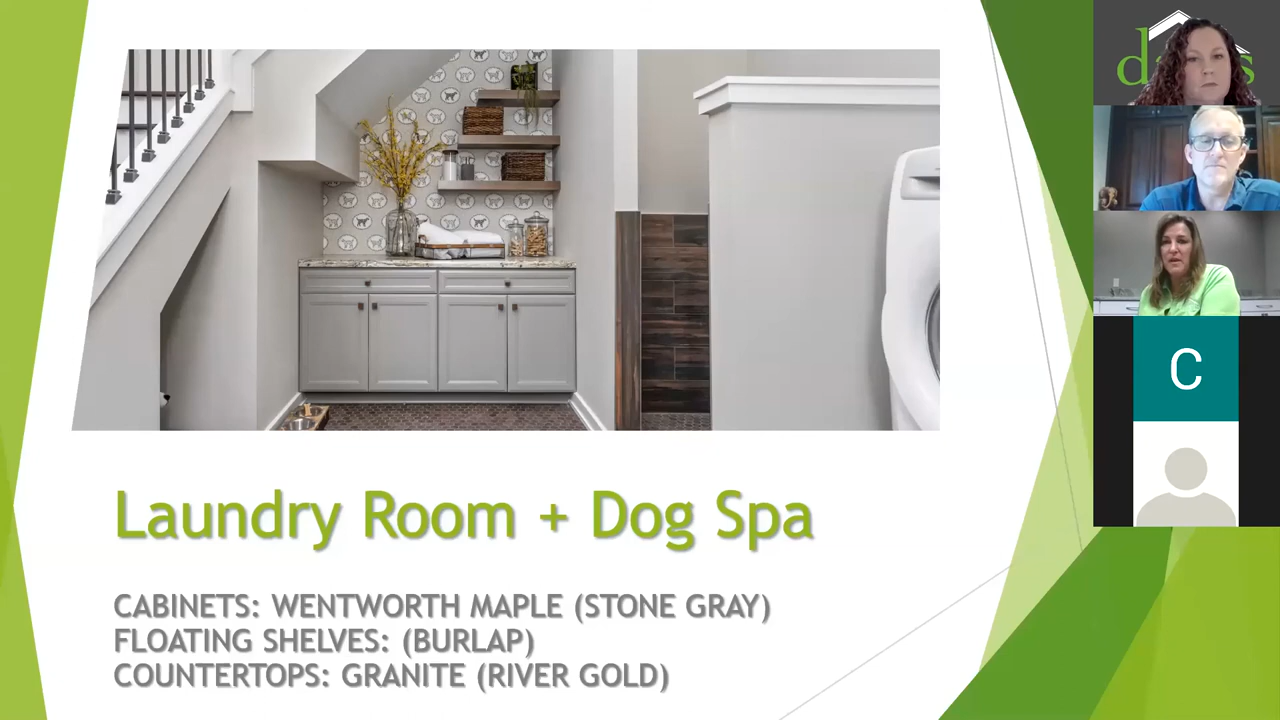 Laundry Room + Dog Spa
CABINETS: WENTWORTH MAPLE (STONE GRAY)
FLOATING SHELVES: (BURLAP)
COUNTERTOPS: GRANITE (RIVER GOLD)
C